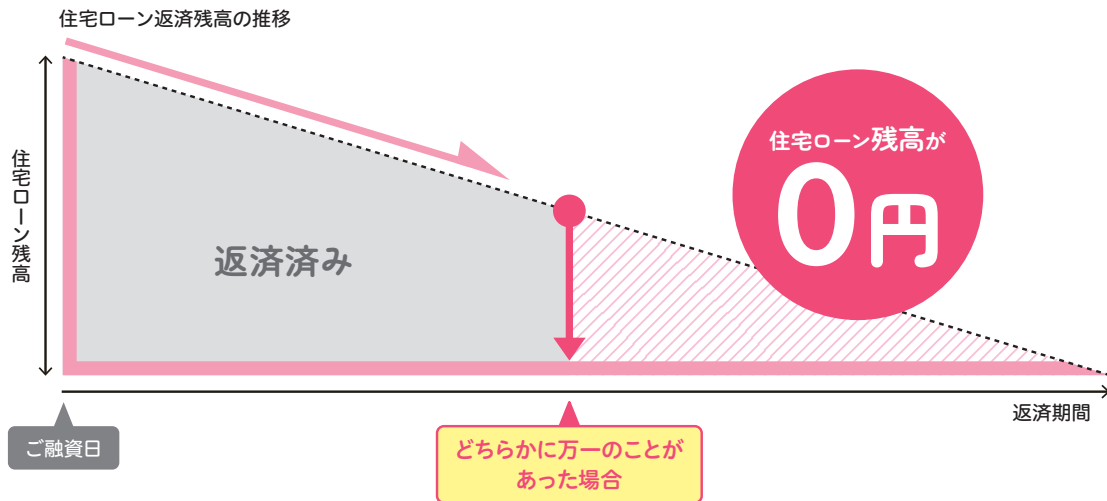 住宅ローン返済残高の推移
住宅ローン残高
住宅ローン残高が
0円
返済済み
返済期間
ご融資日
どちらかに万一のことが
あった場合